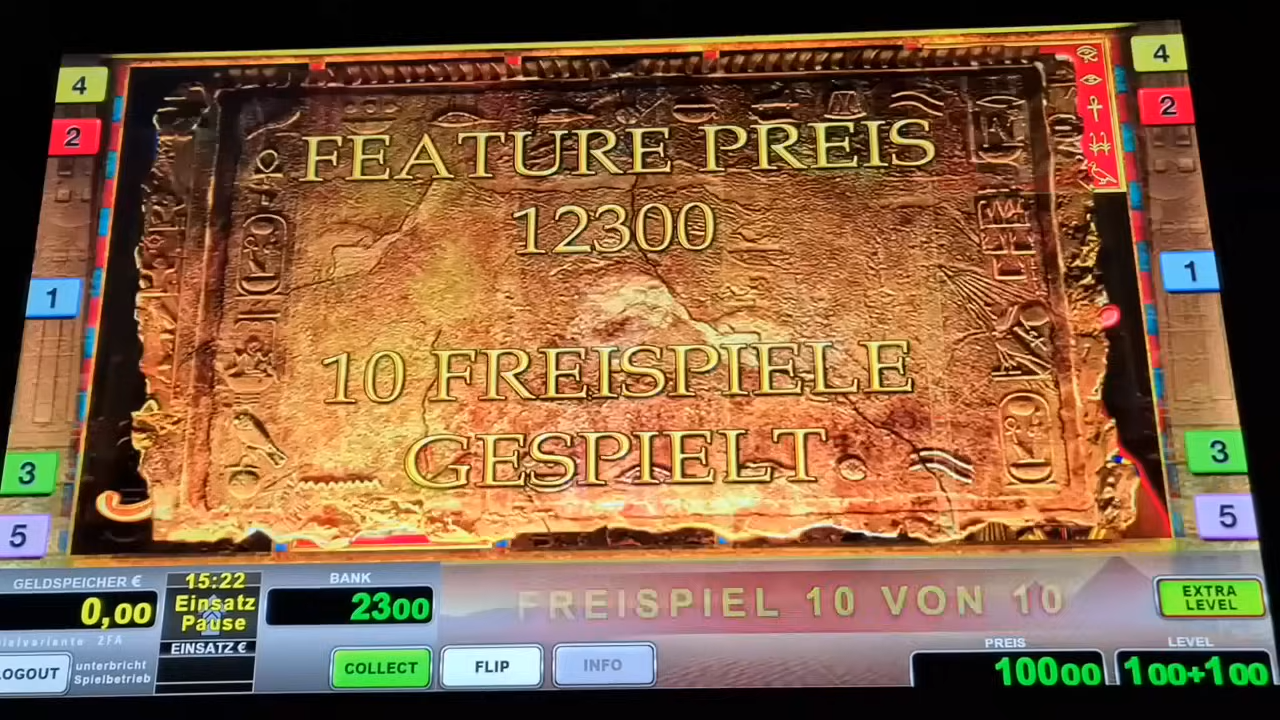 4
4
2
2
FEATURE PREIS
12300
1
1
10 FREISPIELE
GESPIELT
3
3
5
5
GELDSPEICHER €
0,00
15:22
Einsatz
Pause
BANK
2300
FREISPIEL 10 VON 10
EXTRA
LEVEL
2FA
EINSATZ €
LOGOUT
unterbricht
Spielbetrieb
COLLECT
FLIP
INFO
PREIS
10000
LEVEL
100+100